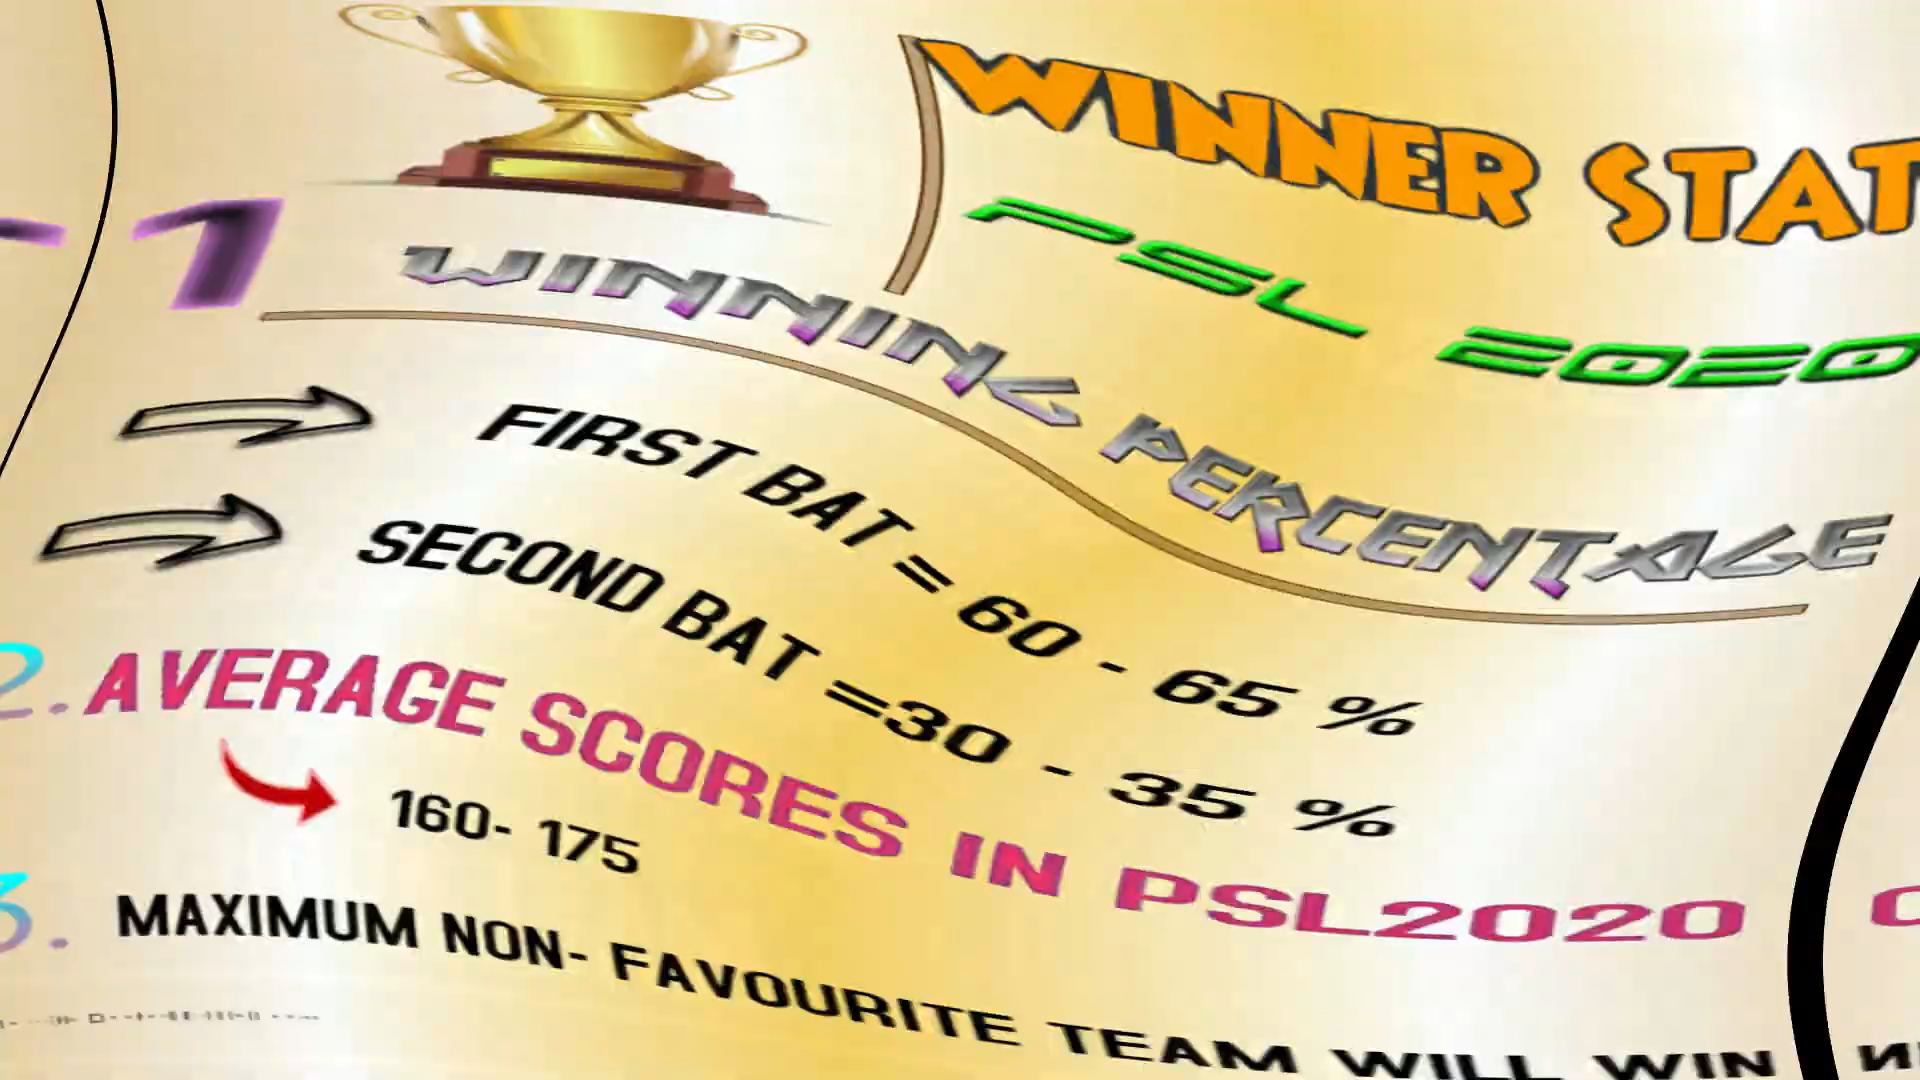 WINNER STAT
PSL 2020
1 WINNING PERCENTAGE
FIRST BAT = 60 - 65 %
SECOND BAT =30 - 35 %
2. AVERAGE SCORES IN PSL2020
160- 175
3. MAXIMUM NON- FAVOURITE TEAM WILL WIN